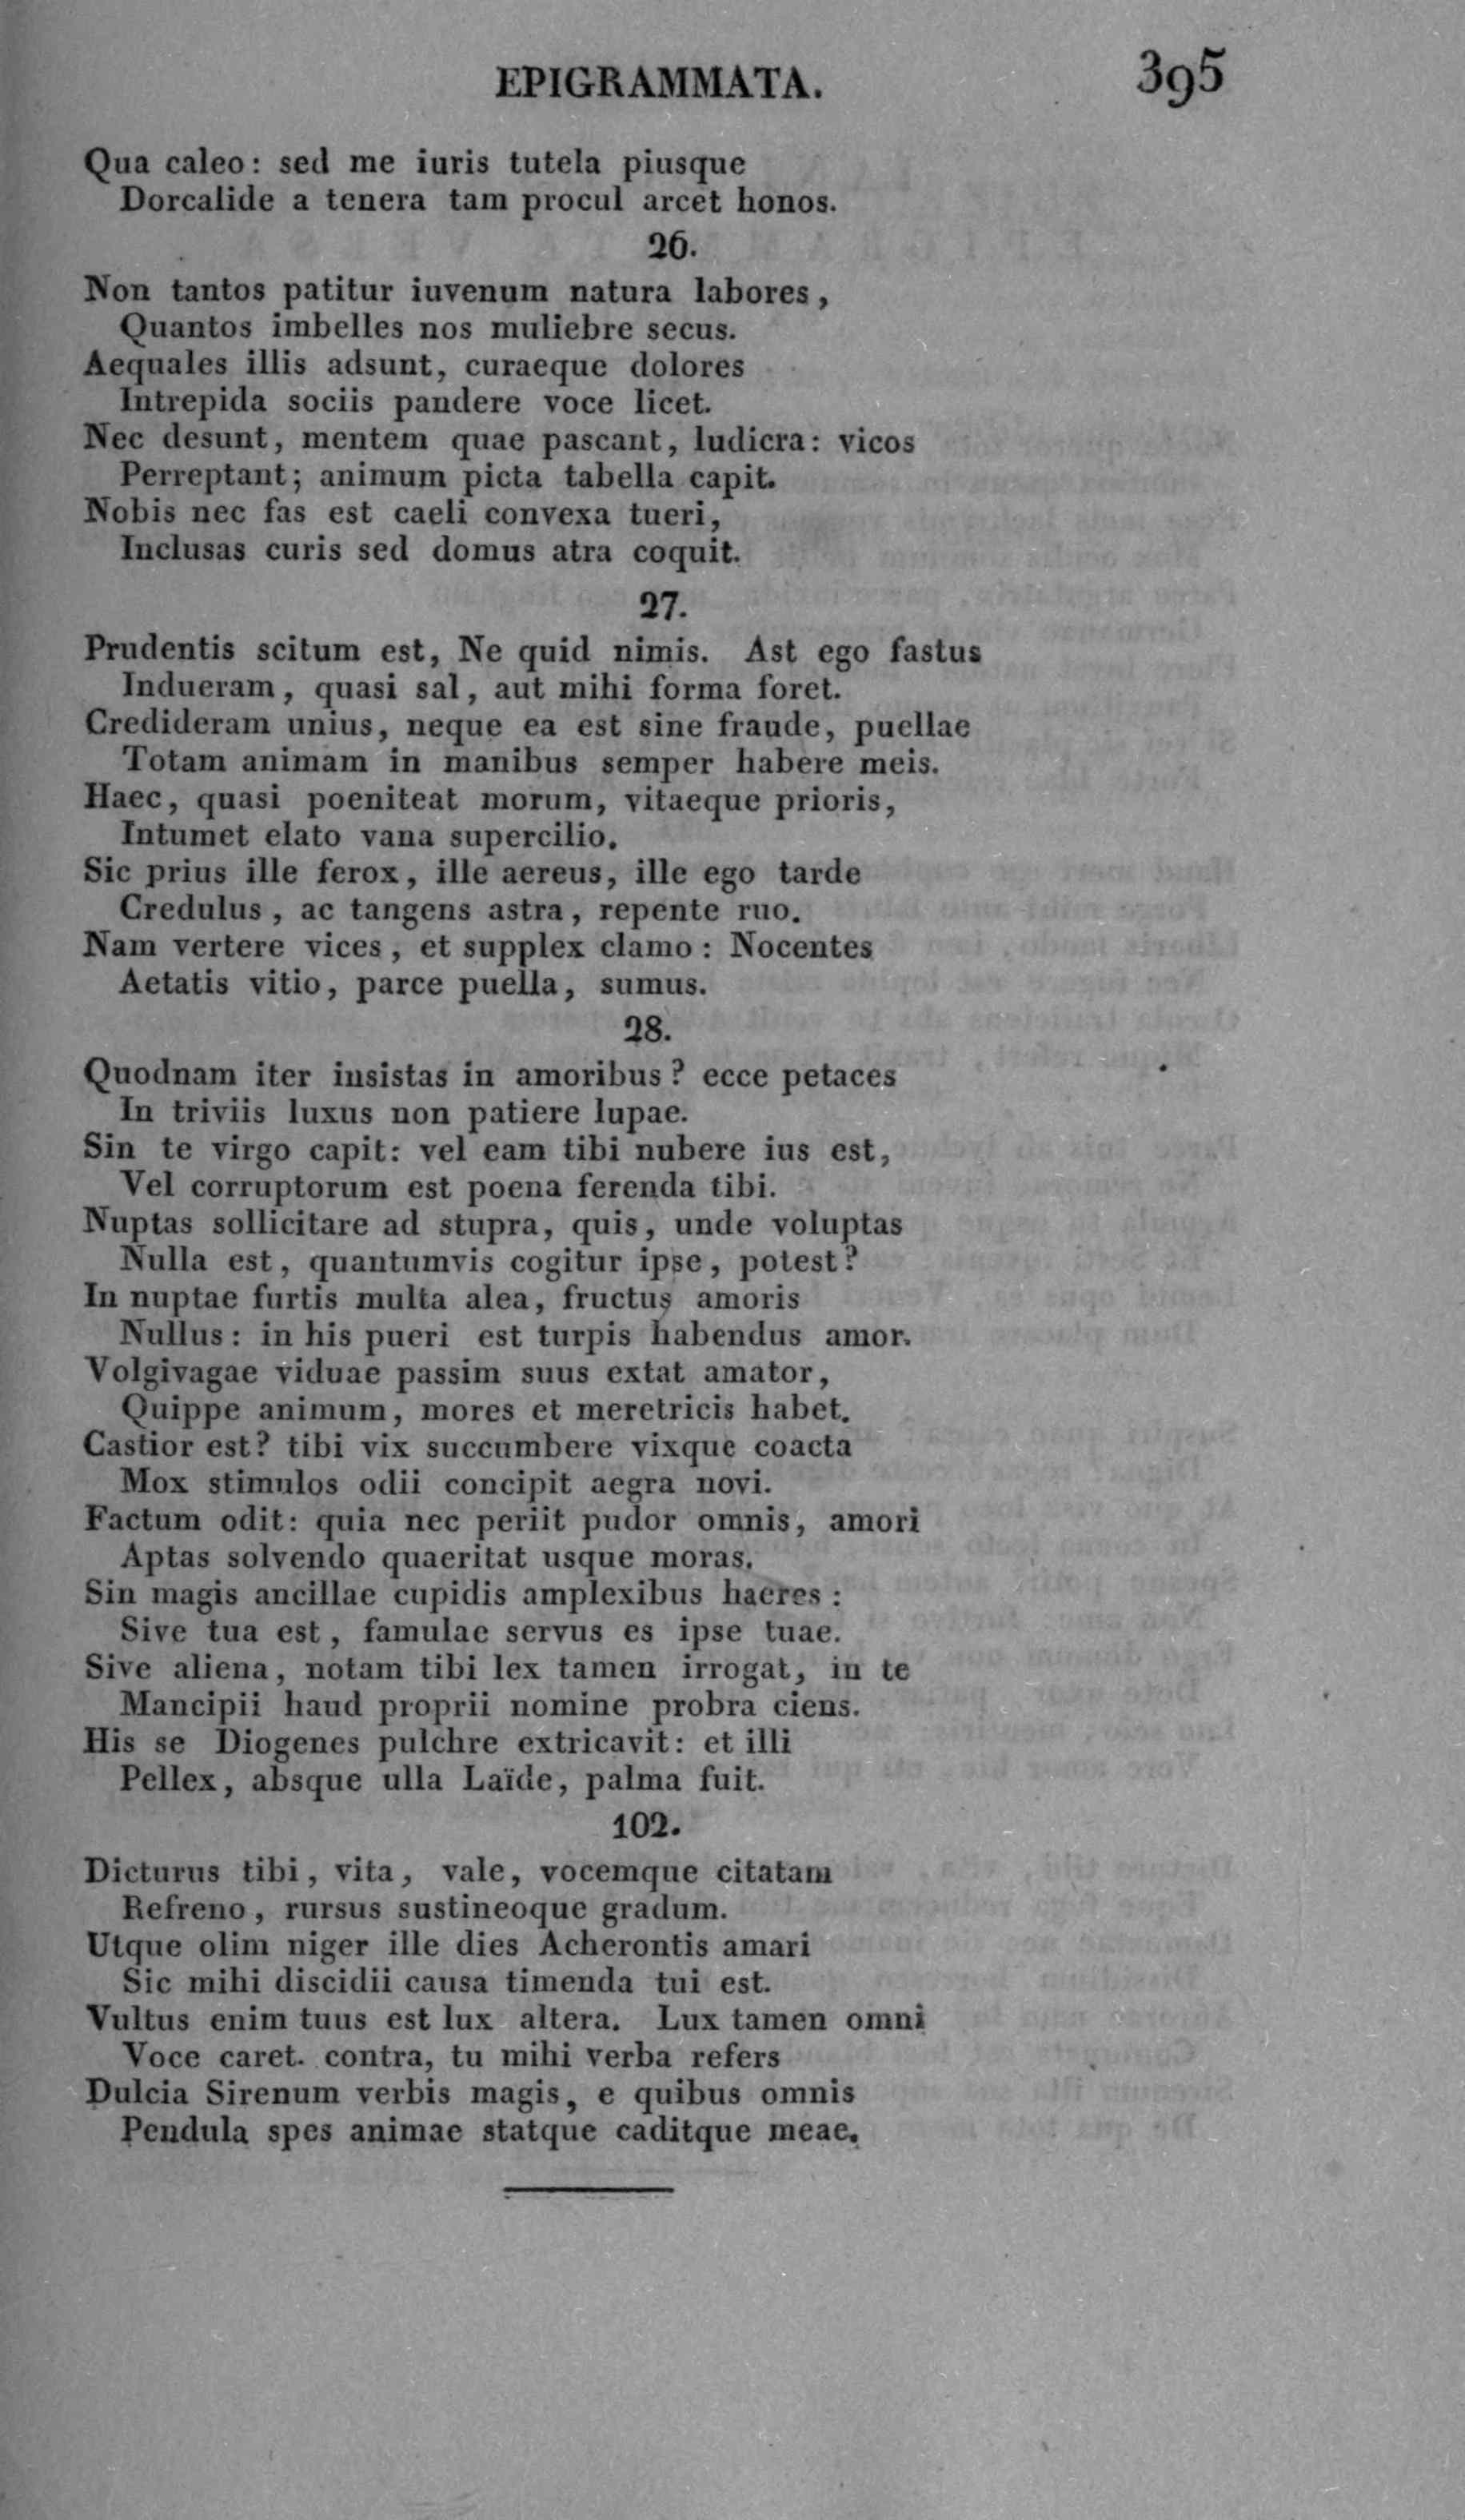 EPIGRAMMATA. 395
Qua caleo: sed me iuris tutela piusque
Dorcalide a tenera tam procul arcet honos.
26.
Non tantos patitur iuvenum natura labores,
Quantos imbelles nos muliebre secus.
Aequales illis adsunt, curaeque dolores
Intrepida sociis pandere voce licet.
Nec desunt, mentem quae pascant, ludicra: vicos
Perreptant; animum picta tabella capit.
Nobis nec fas est caeli convexa tueri,
Inclusas curis sed domus atra coquit.
27.
Prudentis scitum est, Ne quid nimis. Ast ego fastus
Indueram, quasi sal, aut mihi forma foret.
Credideram unius, neque ea est sine fraude, puellae
Totam animam in manibus semper habere meis.
Haec, quasi poeniteat morum, vitaeque prioris,
Intumet elato vana supercilio.
Sic prius ille ferox, ille aereus, ille ego tarde
Credulus, ac tangens astra, repente ruo.
Nam vertere vices, et supplex clamo: Nocentes
Aetatis vitio, parce puella, sumus.
28.
Quodnam iter insistas in amoribus? ecce petaces
In triviis luxus non patiere lupae.
Sin te virgo capit: vel eam tibi nubere ius est,
Vel corruptorum est poena ferenda tibi.
Nuptas sollicitare ad stupra, quis, unde voluptas
Nulla est, quantumvis cogitur ipse, potest?
In nuptae furtis multa alea, fructus amoris
Nullus: in his pueri est turpis habendus amor.
Volgivagae viduae passim suus extat amator,
Quippe animum, mores et meretricis habet.
Castior est? tibi vix succumbere vixque coacta
Mox stimulos odii concipit aegra novi.
Factum odit: quia nec periit pudor omnis, amori
Aptas solvendo quaeritat usque moras.
Sin magis ancillae cupidis amplexibus haeres:
Sive tua est, famulae servus es ipse tuae.
Sive aliena, notam tibi lex tamen irrogat, in te
Mancipii haud proprii nomine probra ciens.
His se Diogenes pulchre extricavit: et illi
Pellex, absque ulla Laïde, palma fuit.
102.
Dicturus tibi, vita, vale, vocemque citatam
Refreno, rursus sustineoque gradum.
Utque olim niger ille dies Acherontis amari
Sic mihi discidii causa timenda tui est.
Vultus enim tuus est lux altera. Lux tamen omni
Voce caret. contra, tu mihi verba refers
Dulcia Sirenum verbis magis, e quibus omnis
Pendula spes animae statque caditque meae.